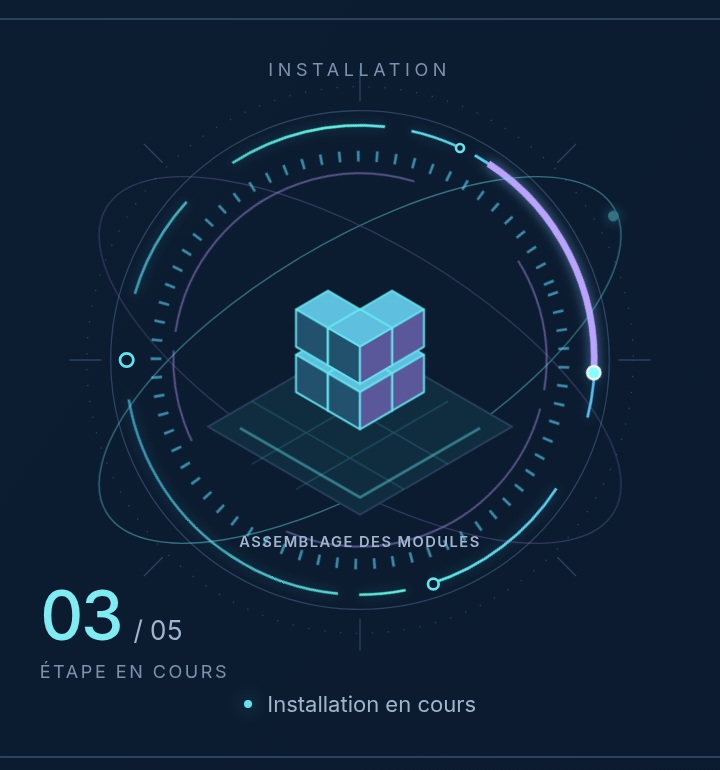 INSTALLATION
ASSEMBLAGE DES MODULES
03 / 05
ÉTAPE EN COURS
Installation en cours